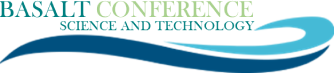 BASALT CONFERENCE
SCIENCE AND TECHNOLOGY